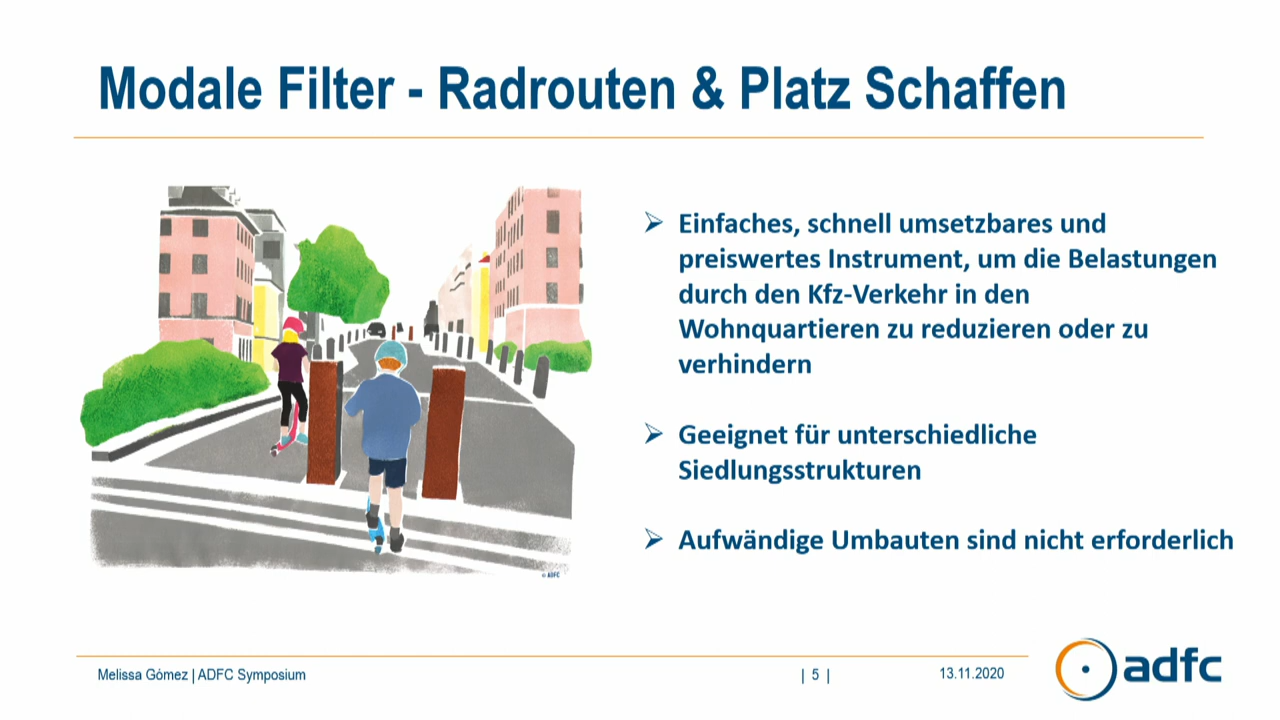 Modale Filter - Radrouten & Platz Schaffen
Einfaches, schnell umsetzbares und
preiswertes Instrument, um die Belastungen
durch den Kfz-Verkehr in den
Wohnquartieren zu reduzieren oder zu
verhindern
Geeignet für unterschiedliche
Siedlungsstrukturen
Aufwändige Umbauten sind nicht erforderlich
© ADFC
Melissa Gómez | ADFC Symposium
| 5 |
13.11.2020
adfc